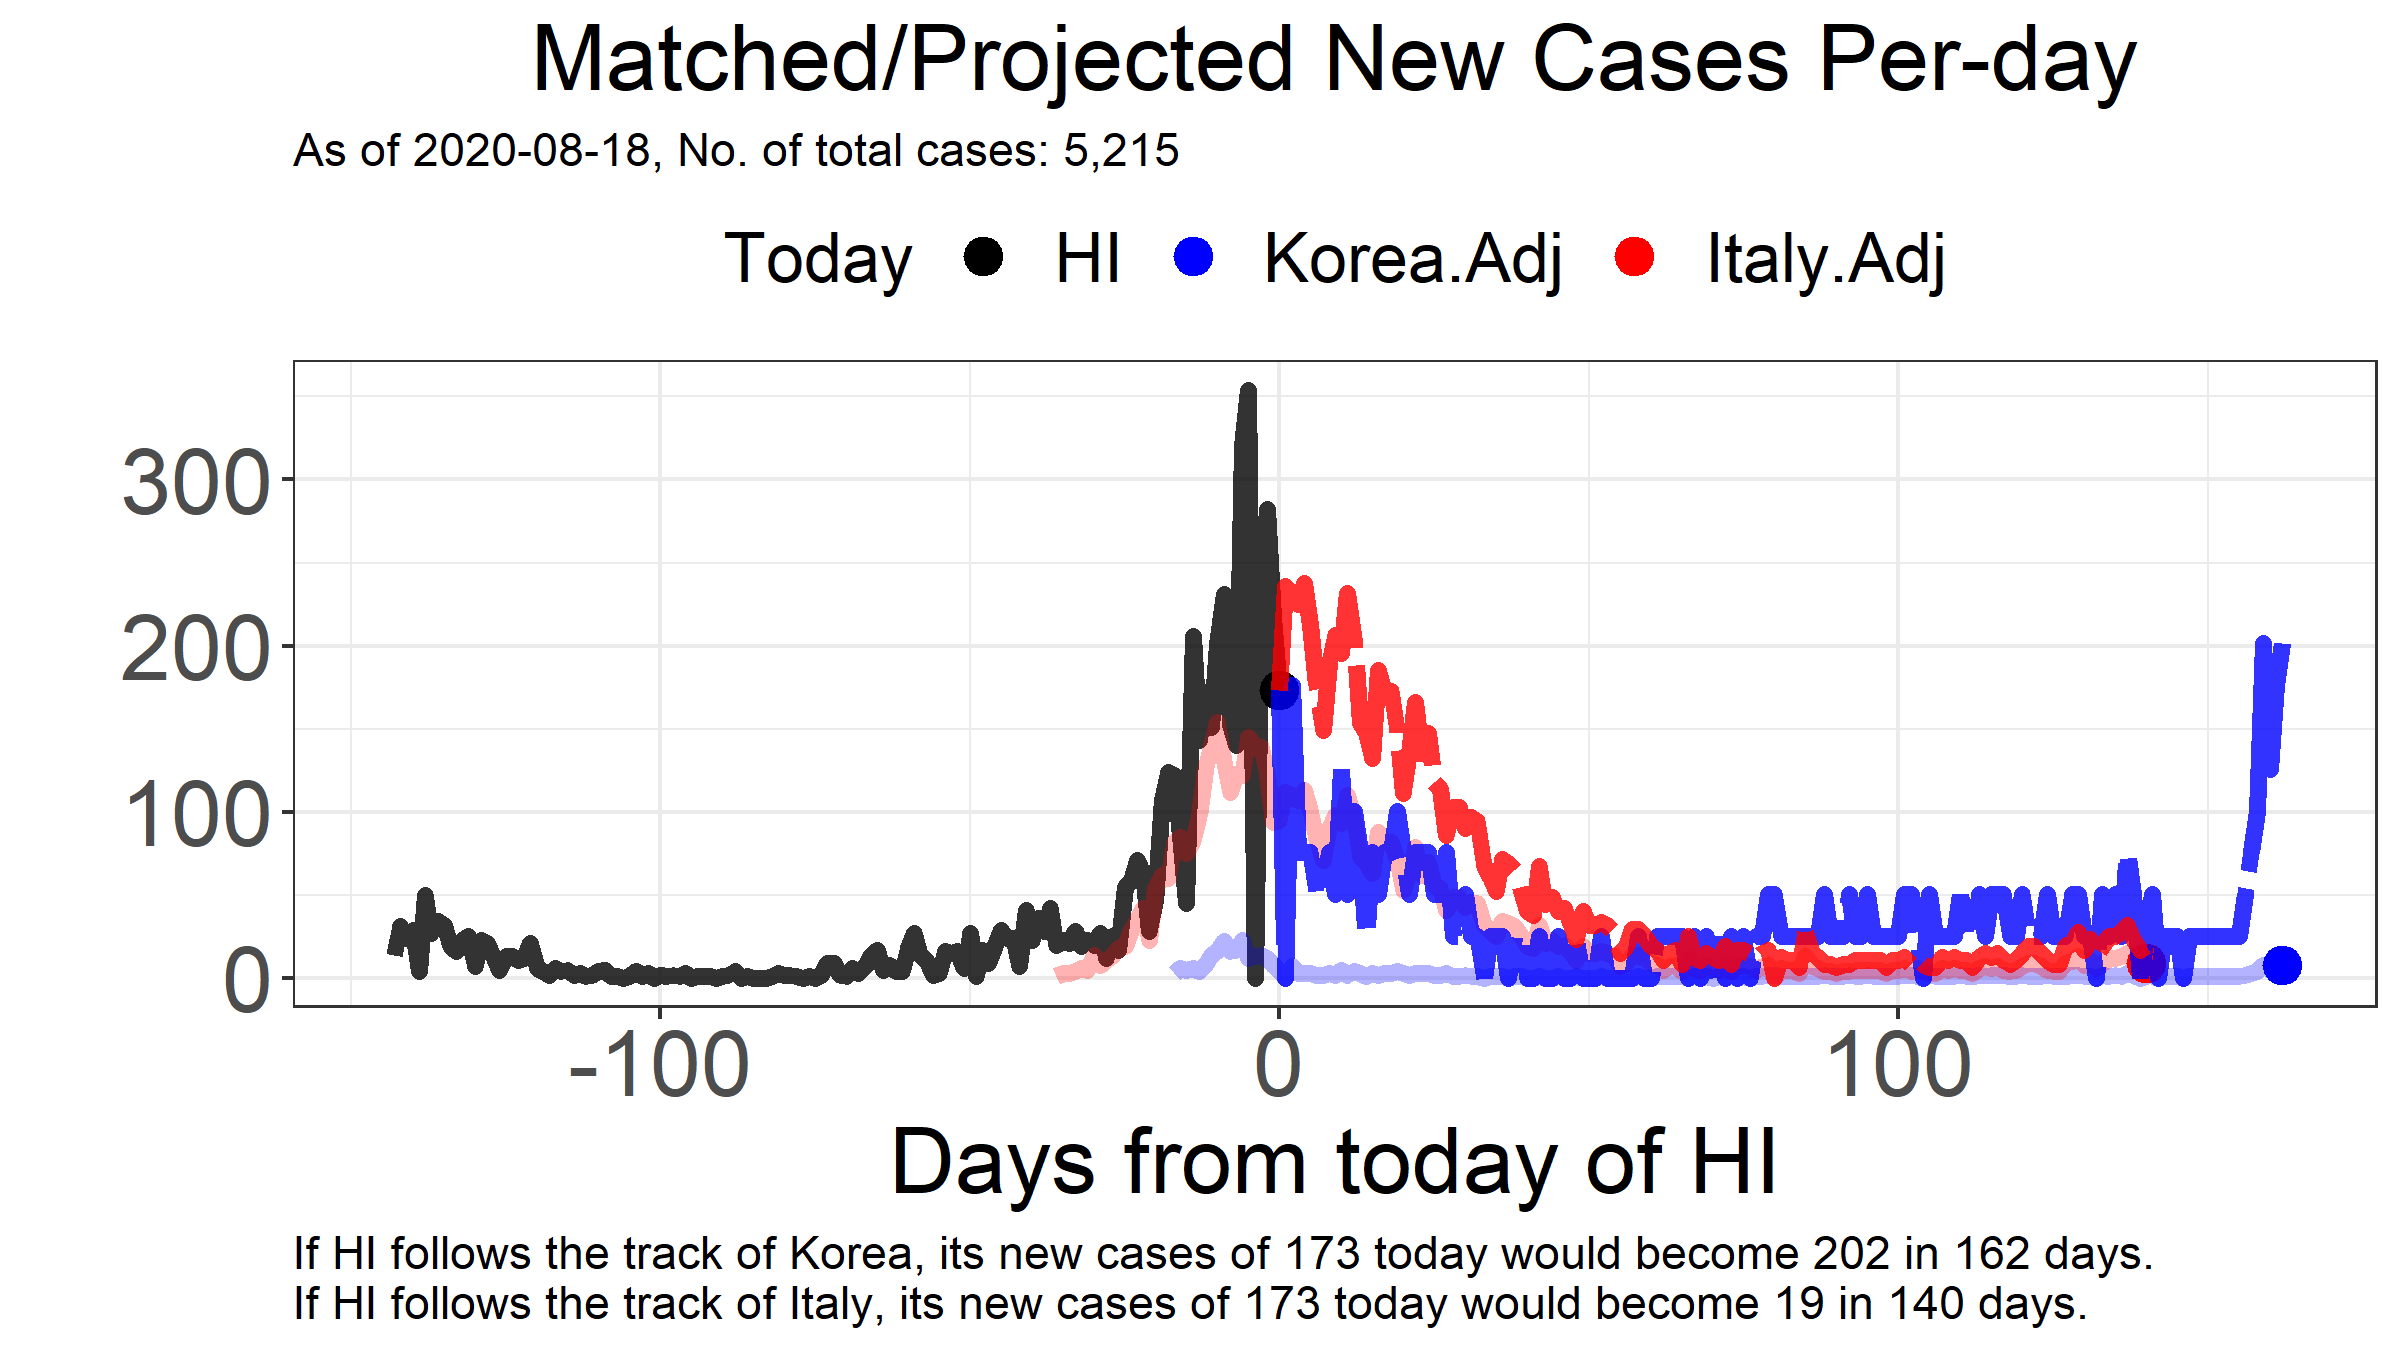 Matched/Projected New Cases Per-day
As of 2020-08-18, No. of total cases: 5,215
Today HI Korea.Adj Italy.Adj
300
200
100
0
-100 0 100
Days from today of HI
If HI follows the track of Korea, its new cases of 173 today would become 202 in 162 days.
If HI follows the track of Italy, its new cases of 173 today would become 19 in 140 days.